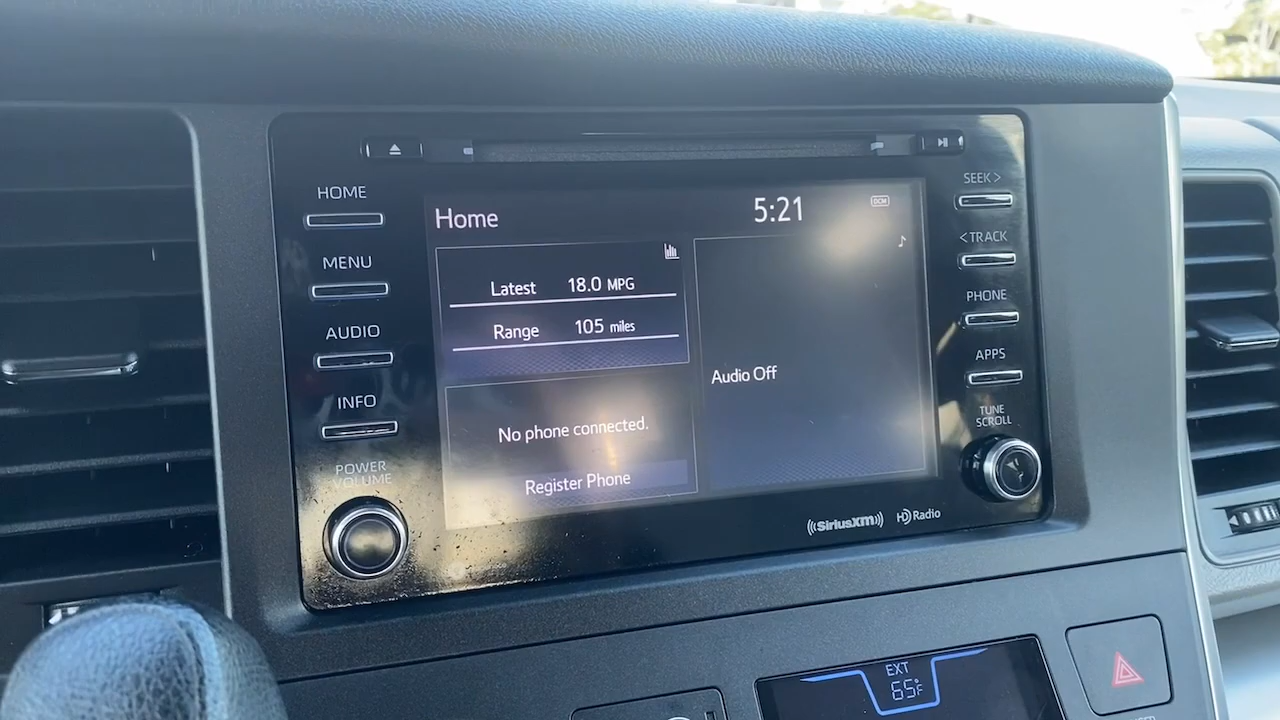 HOME
MENU
AUDIO
INFO
POWER
VOLUME
Home
5:21
DCM
Latest 18.0 MPG
Range 105 miles
No phone connected.
Register Phone
Audio Off
SEEK >
< TRACK
PHONE
APPS
TUNE
SCROLL
((SiriusXM))
HD Radio
EXT
65°F